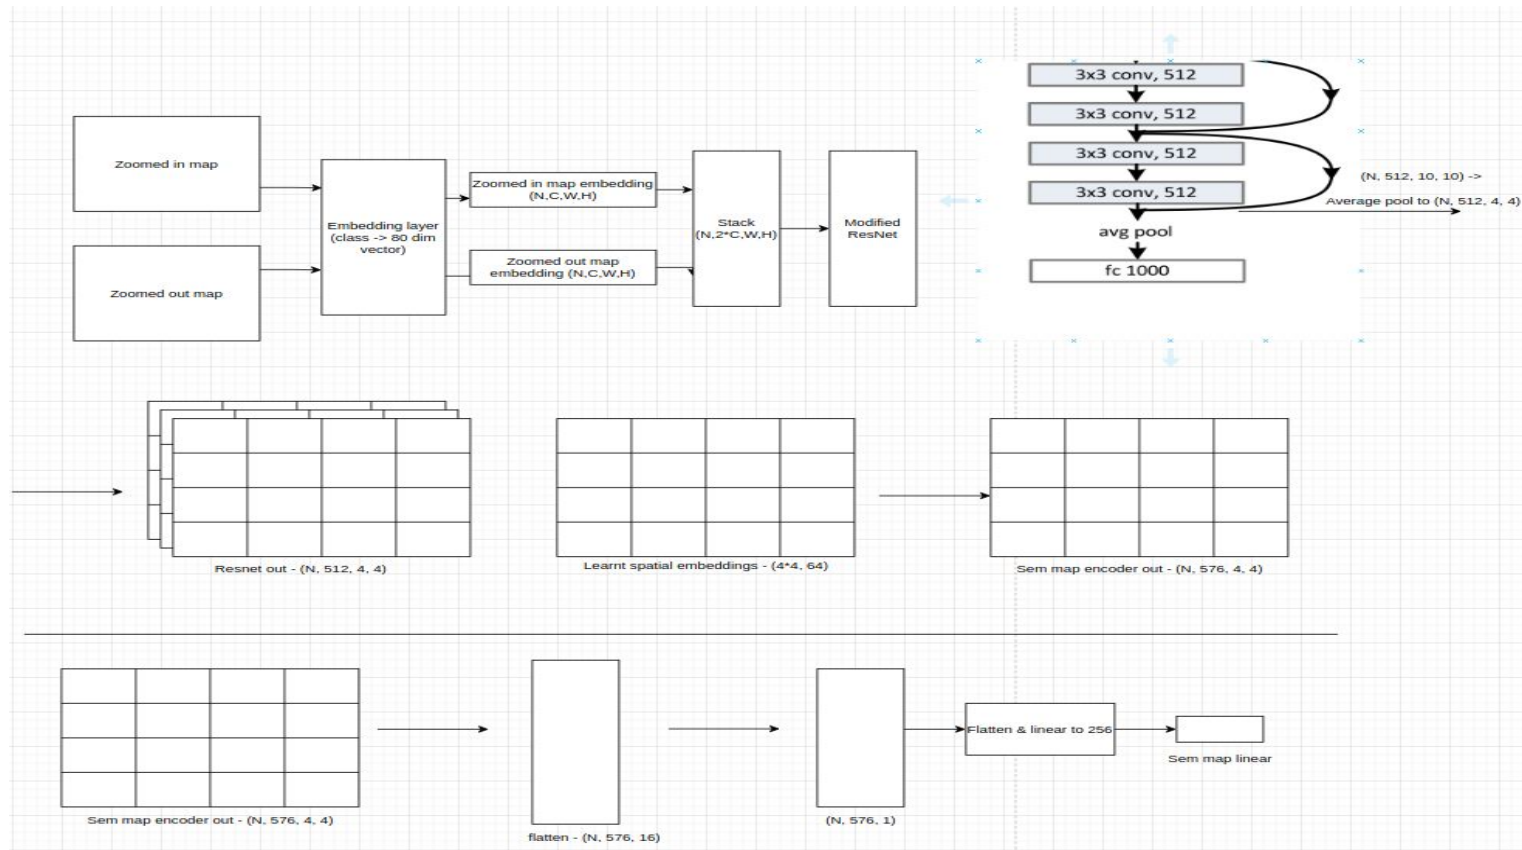 Zoomed in map
Zoomed out map
Embedding layer
(class -> 80 dim
vector)
Zoomed in map embedding
(N,C,W,H)
Zoomed out map
embedding (N,C,W,H)
Stack
(N,2*C,W,H)
Modified
ResNet
3x3 conv, 512
3x3 conv, 512
3x3 conv, 512
3x3 conv, 512
avg pool
fc 1000
(N, 512, 10, 10) ->
Average pool to (N, 512, 4, 4)
Resnet out - (N, 512, 4, 4)
Learnt spatial embeddings - (4*4, 64)
Sem map encoder out - (N, 576, 4, 4)
Sem map encoder out - (N, 576, 4, 4)
flatten - (N, 576, 16)
(N, 576, 1)
Flatten & linear to 256
Sem map linear